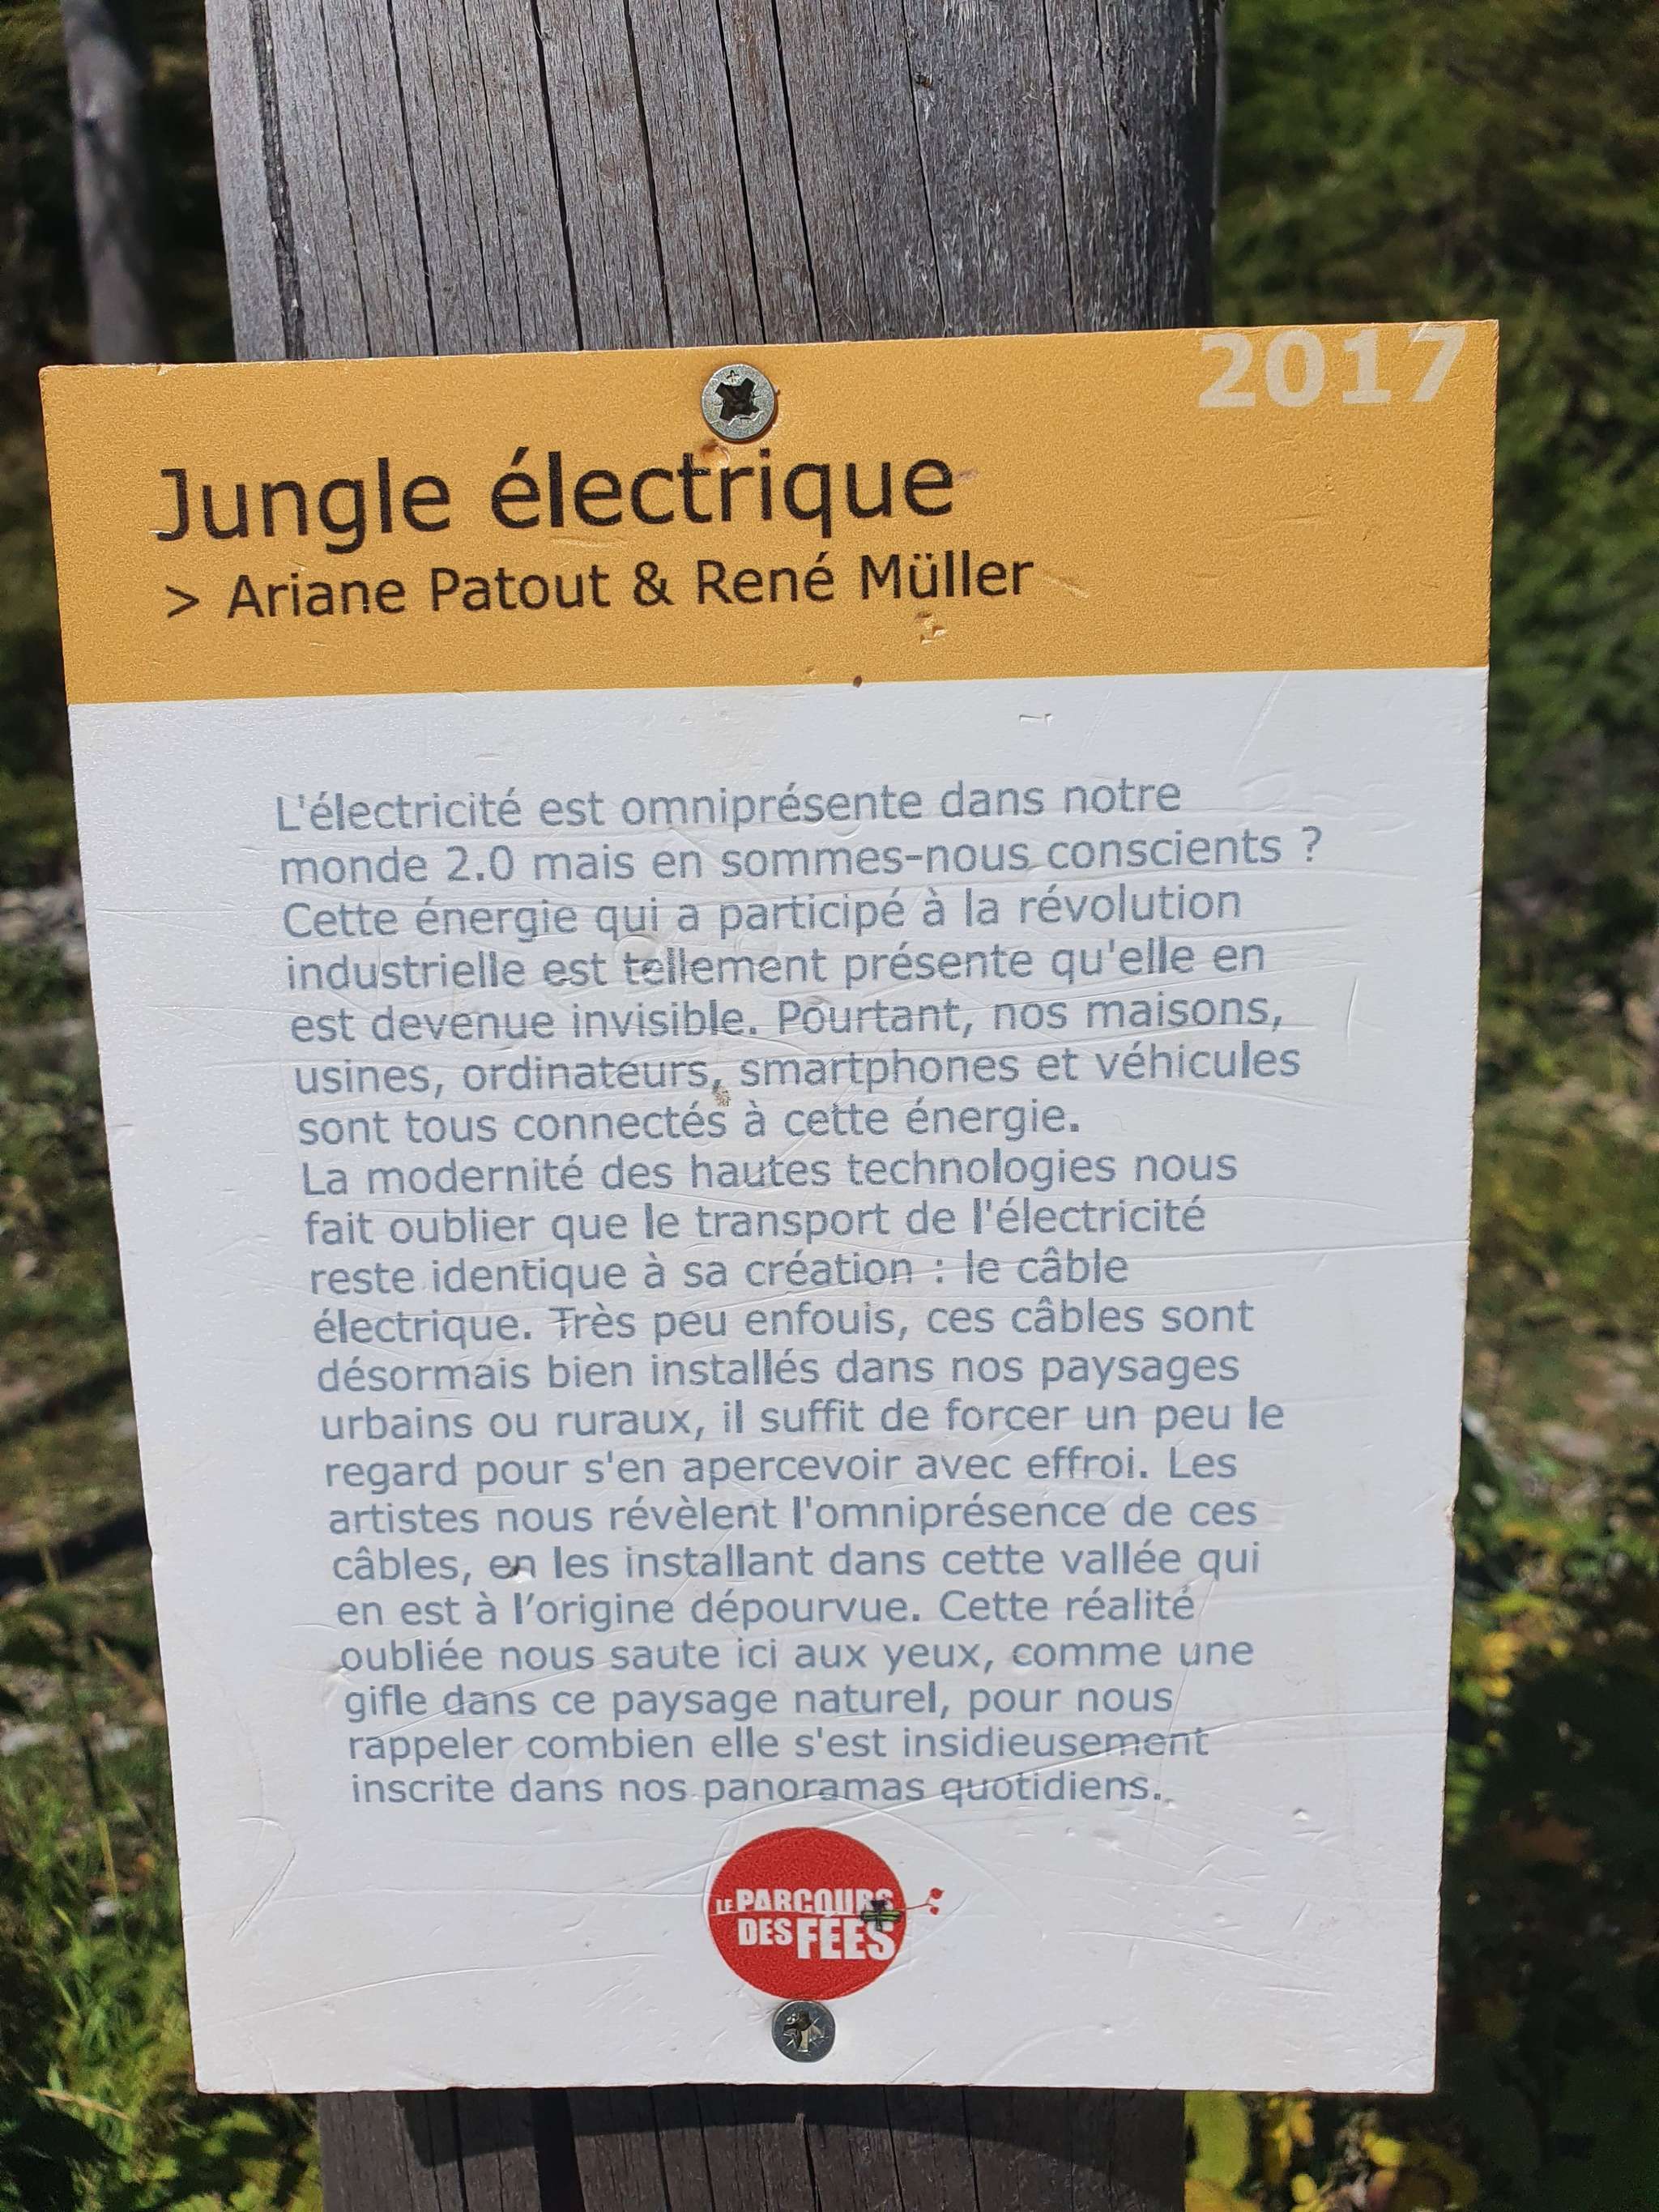 2017
Jungle électrique
> Ariane Patout & René Müller
L'électricité est omniprésente dans notre
monde 2.0 mais en sommes-nous conscients ?
Cette énergie qui a participé à la révolution
industrielle est tellement présente qu'elle en
est devenue invisible. Pourtant, nos maisons,
usines, ordinateurs, smartphones et véhicules
sont tous connectés à cette énergie.
La modernité des hautes technologies nous
fait oublier que le transport de l'électricité
reste identique à sa création : le câble
électrique. Très peu enfouis, ces câbles sont
désormais bien installés dans nos paysages
urbains ou ruraux, il suffit de forcer un peu le
regard pour s'en apercevoir avec effroi. Les
artistes nous révèlent l'omniprésence de ces
câbles, en les installant dans cette vallée qui
en est à l’origine dépourvue. Cette réalité
oubliée nous saute ici aux yeux, comme une
gifle dans ce paysage naturel, pour nous
rappeler combien elle s'est insidieusement
inscrite dans nos panoramas quotidiens.
LE PARCOURS
DES FÉES